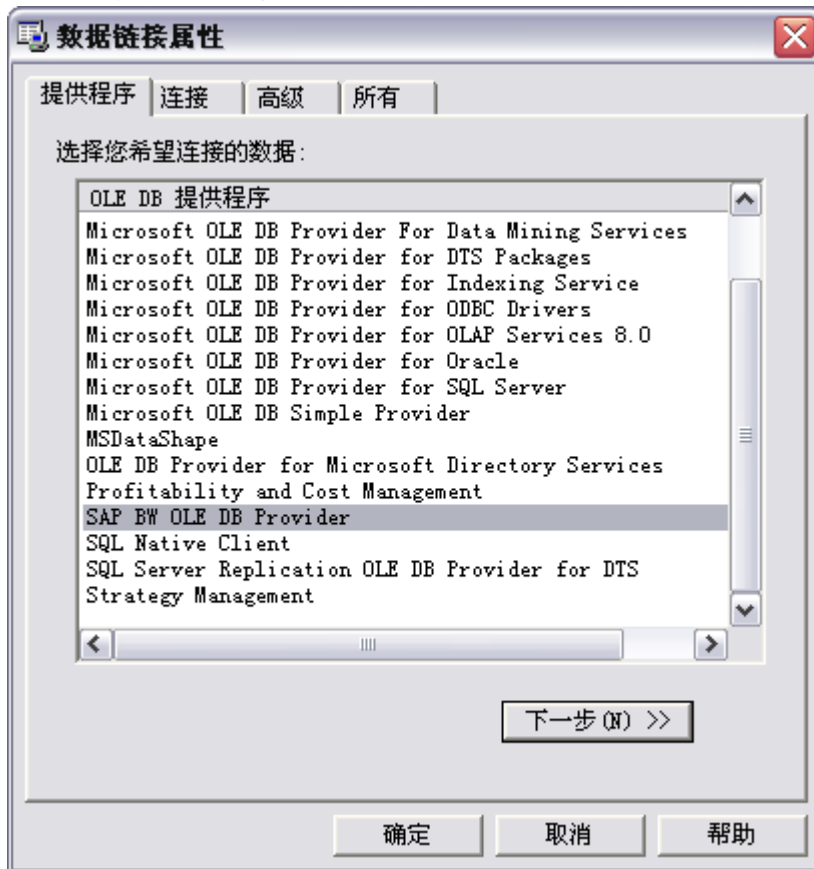 数据链接属性
提供程序 连接 高级 所有
选择您希望连接的数据:
OLE DB 提供程序
Microsoft OLE DB Provider For Data Mining Services
Microsoft OLE DB Provider for DTS Packages
Microsoft OLE DB Provider for Indexing Service
Microsoft OLE DB Provider for ODBC Drivers
Microsoft OLE DB Provider for OLAP Services 8.0
Microsoft OLE DB Provider for Oracle
Microsoft OLE DB Provider for SQL Server
Microsoft OLE DB Simple Provider
MSDataShape
OLE DB Provider for Microsoft Directory Services
Profitability and Cost Management
SAP BW OLE DB Provider
SQL Native Client
SQL Server Replication OLE DB Provider for DTS
Strategy Management
下一步(N) >>
确定 取消 帮助